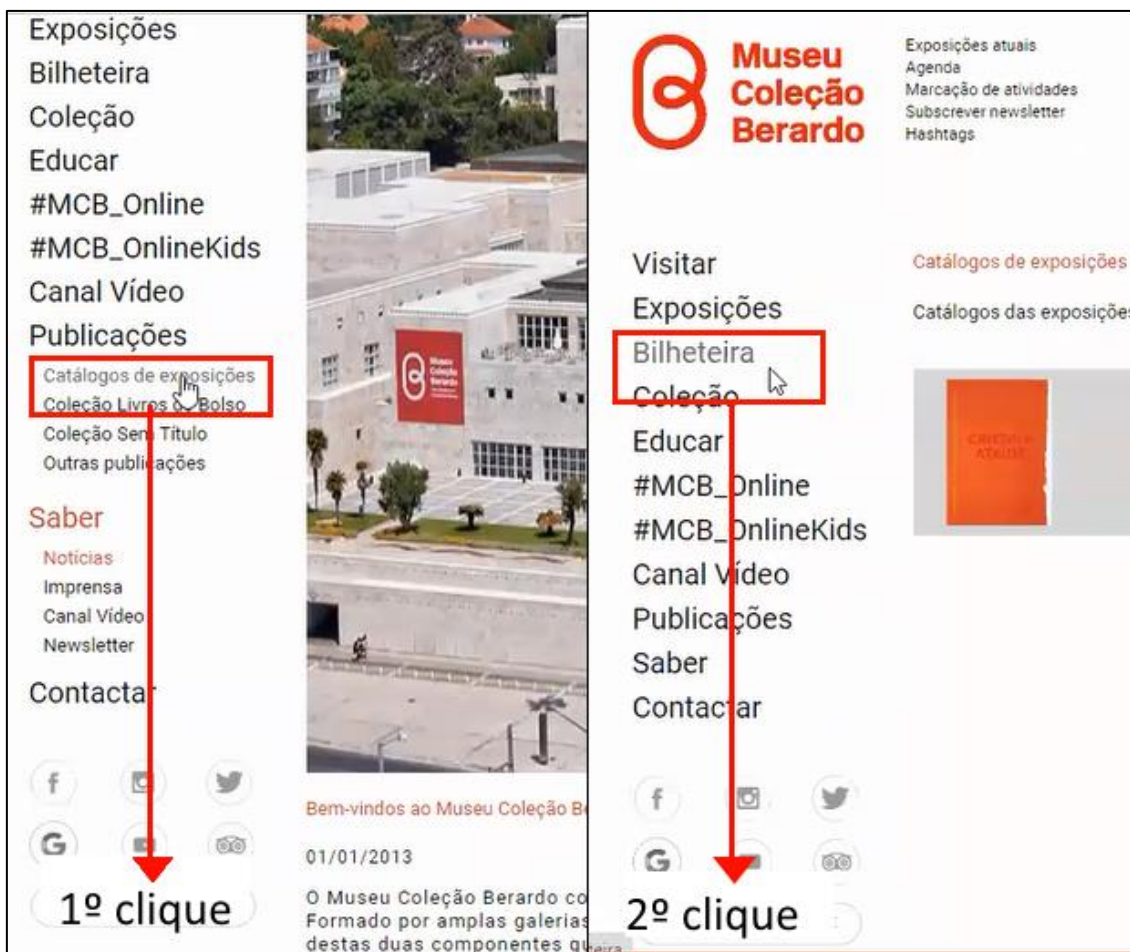 Exposições
Bilheteira
Coleção
Educar
#MCB_Online
#MCB_OnlineKids
Canal Vídeo
Publicações
Catálogos de exposições
Coleção Livros de Bolso
Coleção Sem Título
Outras publicações
Saber
Notícias
Imprensa
Canal Vídeo
Newsletter
Contactar
1º clique
Museu
Coleção
Berardo
Bem-vindos ao Museu Coleção Be
01/01/2013
O Museu Coleção Berardo co
Formado por amplas galerias
destas duas componentes qu
Museu
Coleção
Berardo
Exposições atuais
Agenda
Marcação de atividades
Subscrever newsletter
Hashtags
Visitar
Exposições
Bilheteira
Coleção
Educar
#MCB_Online
#MCB_OnlineKids
Canal Vídeo
Publicações
Saber
Contactar
2º clique
Catálogos de exposições
Catálogos das exposições